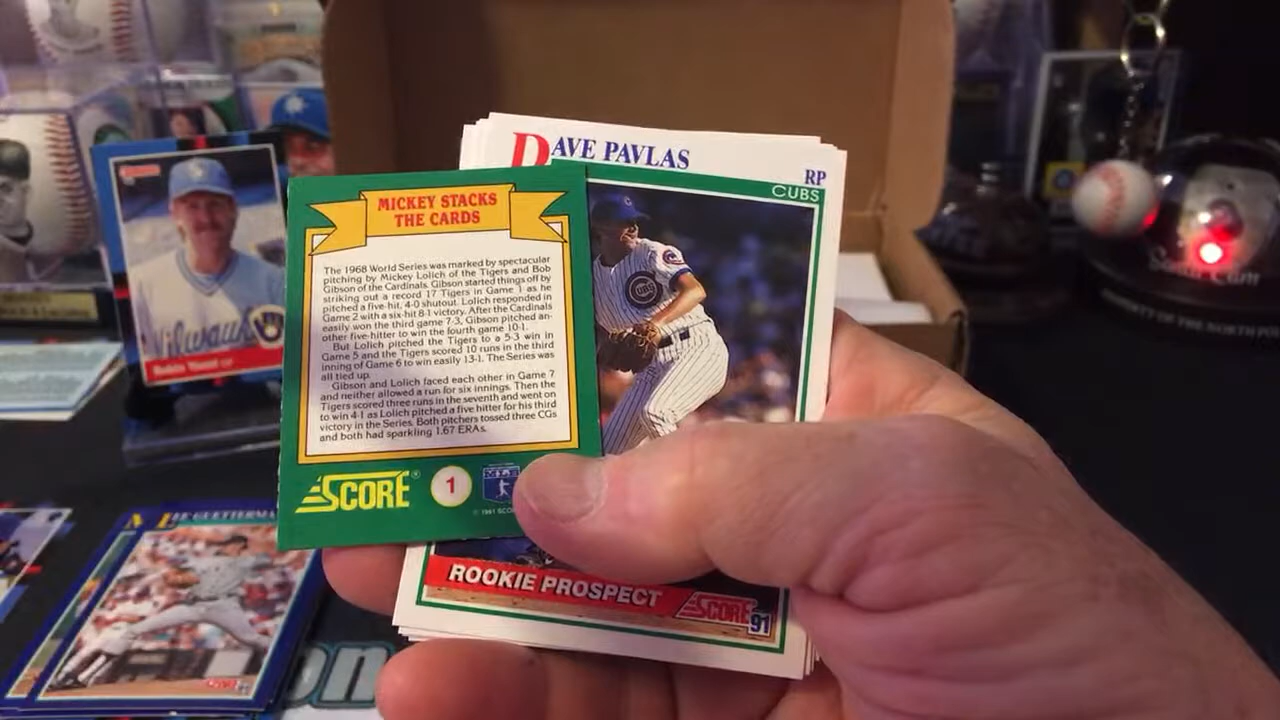 DAVE PAVLAS
RP
CUBS
MICKEY STACKS
THE CARDS
The 1968 World Series was marked by spectacular
pitching by Mickey Lolich of the Tigers and Bob
Gibson of the Cardinals. Gibson started things off by
striking out a record 17 Tigers in Game 1 as he
pitched a five-hit, 4-0 shutout. Lolich responded in
Game 2 with a six-hit 8-1 victory. After the Cardinals
easily won the third game 7-3, Gibson pitched an-
other five-hitter to win the fourth game 10-1.
But Lolich pitched the Tigers to a 5-3 win in
Game 5 and the Tigers scored 10 runs in the third
inning of Game 6 to win easily 13-1. The Series was
all tied up.
Gibson and Lolich faced each other in Game 7
and neither allowed a run for six innings. Then the
Tigers scored three runs in the seventh and went on
to win 4-1 as Lolich pitched a five hitter for his third
victory in the Series. Both pitchers tossed three CGs
and both had sparkling 1.67 ERAs.
SCORE
1
© 1991 SCO
ROOKIE PROSPECT
SCORE
91
Milwauk
Robin Yount
LEE GUETTERMA
on